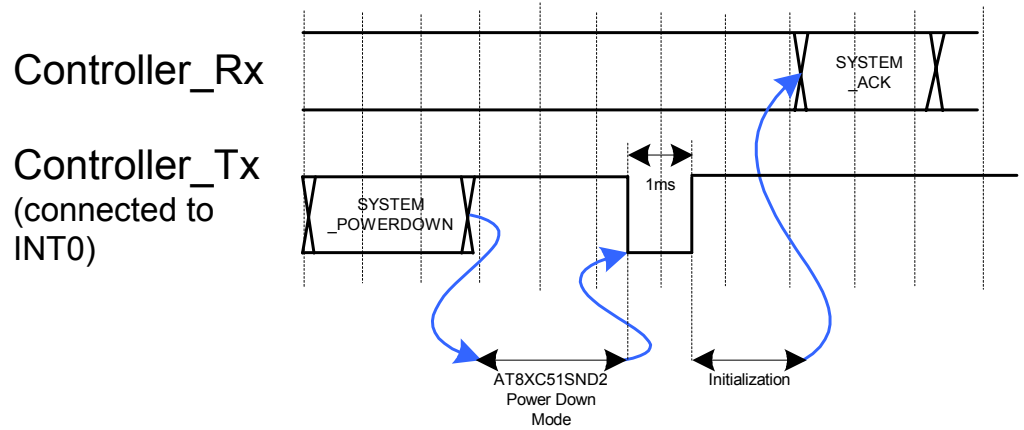 Controller_Rx
SYSTEM
_ACK
Controller_Tx
(connected to
INT0)
1ms
SYSTEM
_POWERDOWN
AT8XC51SND2
Power Down
Mode
Initialization